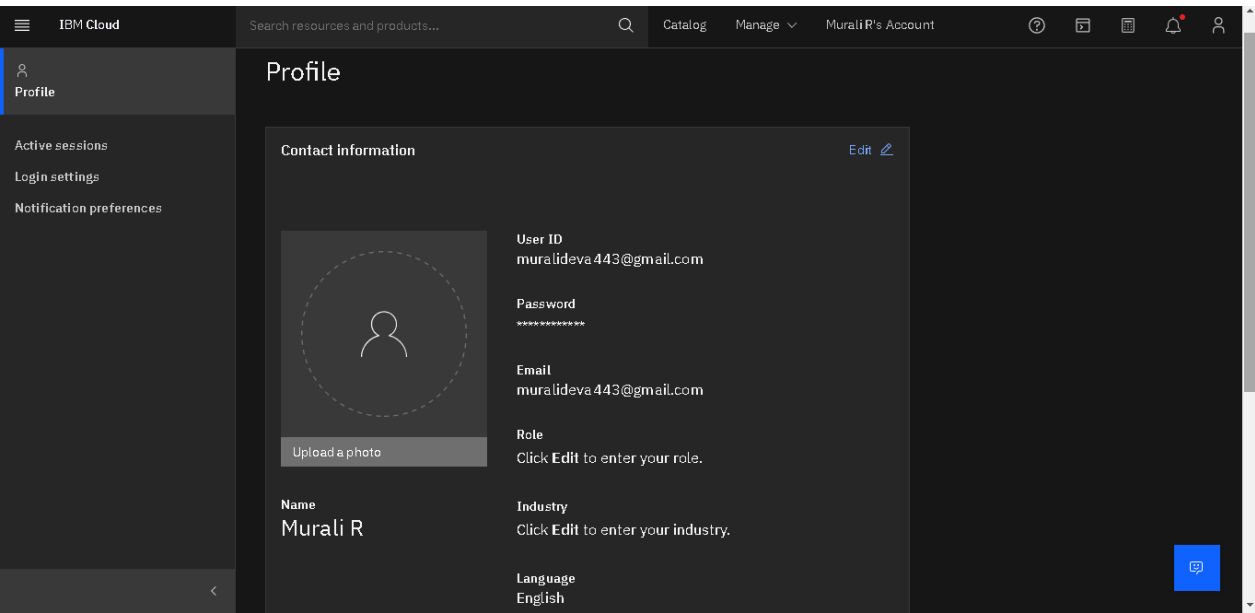 IBM Cloud
Search resources and products...
Catalog
Manage
Murali R's Account
Profile
Active sessions
Login settings
Notification preferences
Profile
Contact information
Edit
Upload a photo
Name
Murali R
User ID
muralideva443@gmail.com
Password
************
Email
muralideva443@gmail.com
Role
Click Edit to enter your role.
Industry
Click Edit to enter your industry.
Language
English